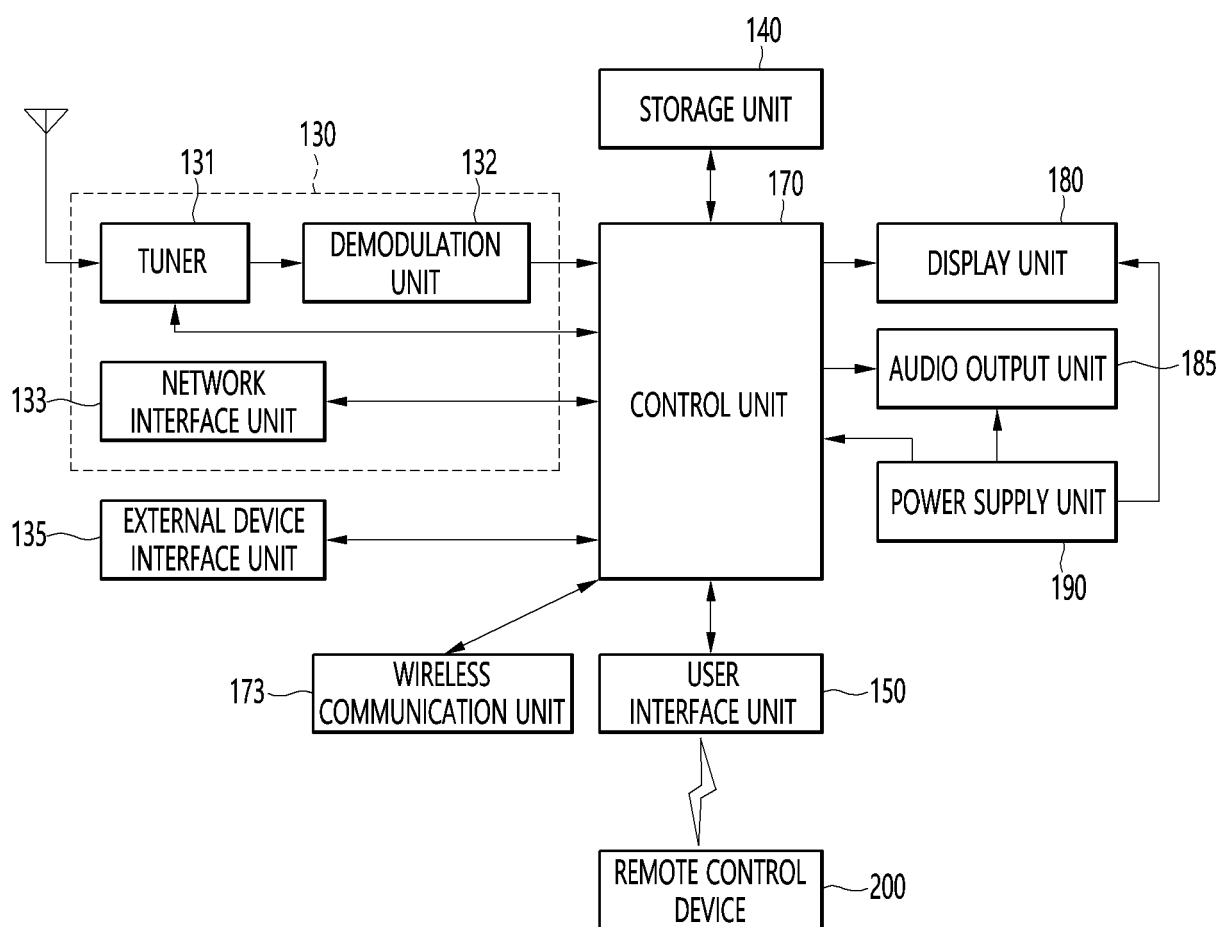 140
STORAGE UNIT
130
131
132
170
180
TUNER
DEMODULATION
UNIT
DISPLAY UNIT
AUDIO OUTPUT UNIT
185
133
NETWORK
INTERFACE UNIT
CONTROL UNIT
POWER SUPPLY UNIT
190
135
EXTERNAL DEVICE
INTERFACE UNIT
173
WIRELESS
COMMUNICATION UNIT
USER
INTERFACE UNIT
150
REMOTE CONTROL
DEVICE
200